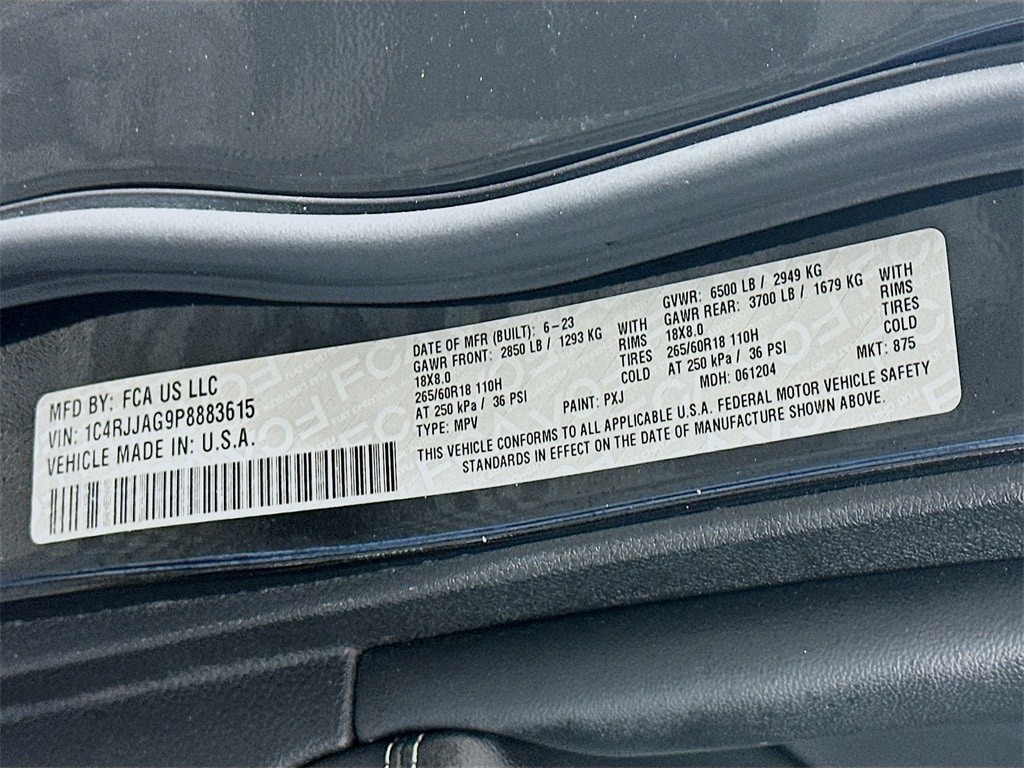 MFD BY: FCA US LLC
VIN: 1C4RJJAG9P8883615
VEHICLE MADE IN: U.S.A.
DATE OF MFR (BUILT): 6-23
GAWR FRONT: 2850 LB / 1293 KG WITH
18X8.0 RIMS
265/60R18 110H TIRES
AT 250 kPa / 36 PSI COLD
TYPE: MPV PAINT: PXJ
GVWR: 6500 LB / 2949 KG
GAWR REAR: 3700 LB / 1679 KG WITH
18X8.0 RIMS
265/60R18 110H TIRES
AT 250 kPa / 36 PSI COLD
MDH: 061204 MKT: 875
THIS VEHICLE CONFORMS TO ALL APPLICABLE U.S.A. FEDERAL MOTOR VEHICLE SAFETY
STANDARDS IN EFFECT ON THE DATE OF MANUFACTURE SHOWN ABOVE.